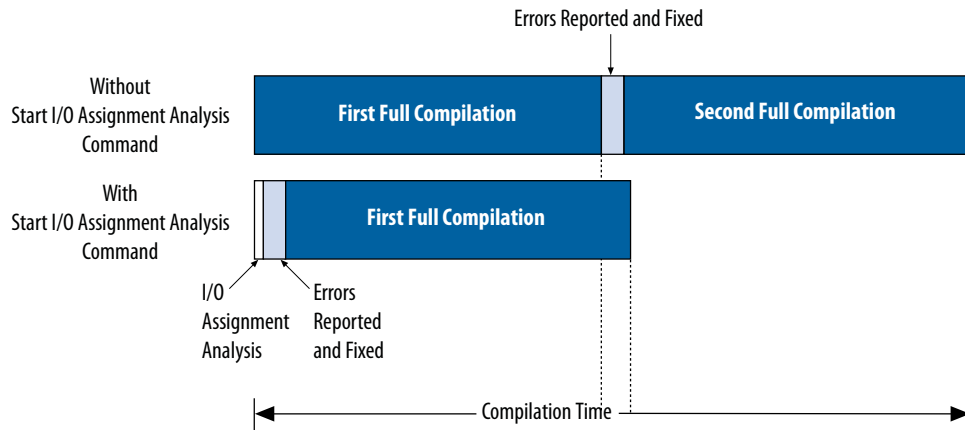 Errors Reported and Fixed
Without
Start I/O Assignment Analysis
Command
First Full Compilation
Second Full Compilation
With
Start I/O Assignment Analysis
Command
First Full Compilation
I/O
Assignment
Analysis
Errors
Reported
and Fixed
Compilation Time